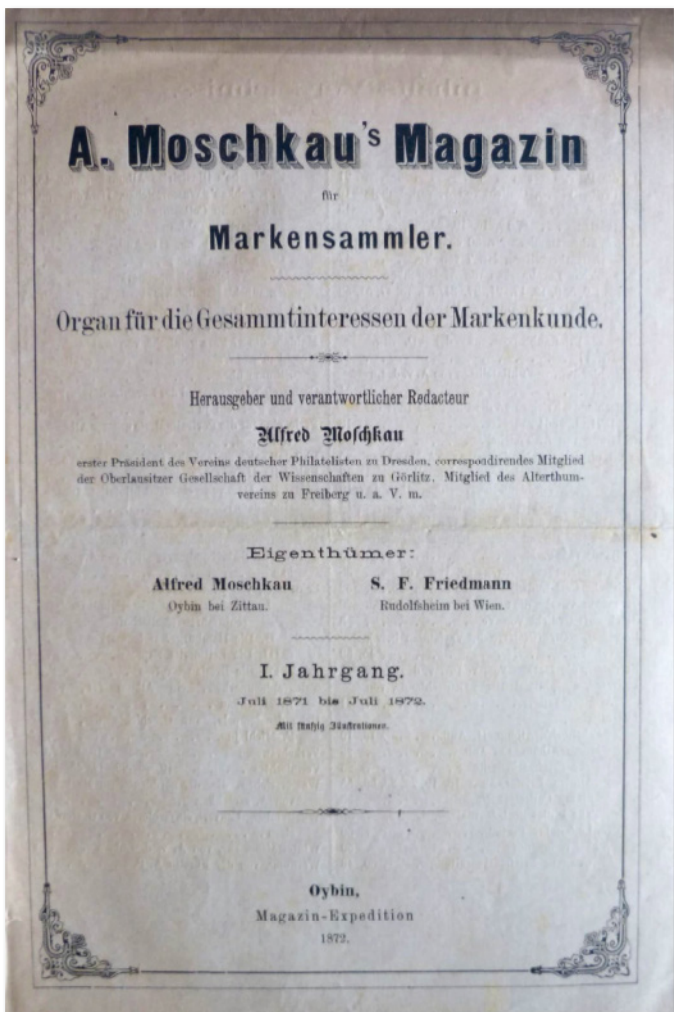 A. Moschkau's Magazin
für
Markensammler.
Organ für die Gesammtinteressen der Markenkunde.
Herausgeber und verantwortlicher Redacteur
Alfred Moschkau
erster Präsident des Vereins deutscher Philatelisten zu Dresden, correspondirendes Mitglied
der Oberlausitzer Gesellschaft der Wissenschaften zu Görlitz, Mitglied des Alterthum-
vereins zu Freiberg u. a. V. m.
Eigenthümer:
Alfred Moschkau S. F. Friedmann
Oybin bei Zittau. Rudolfsheim bei Wien.
I. Jahrgang.
Juli 1871 bis Juli 1872.
Mit fünfzig Illustrationen.
Oybin,
Magazin-Expedition
1872.